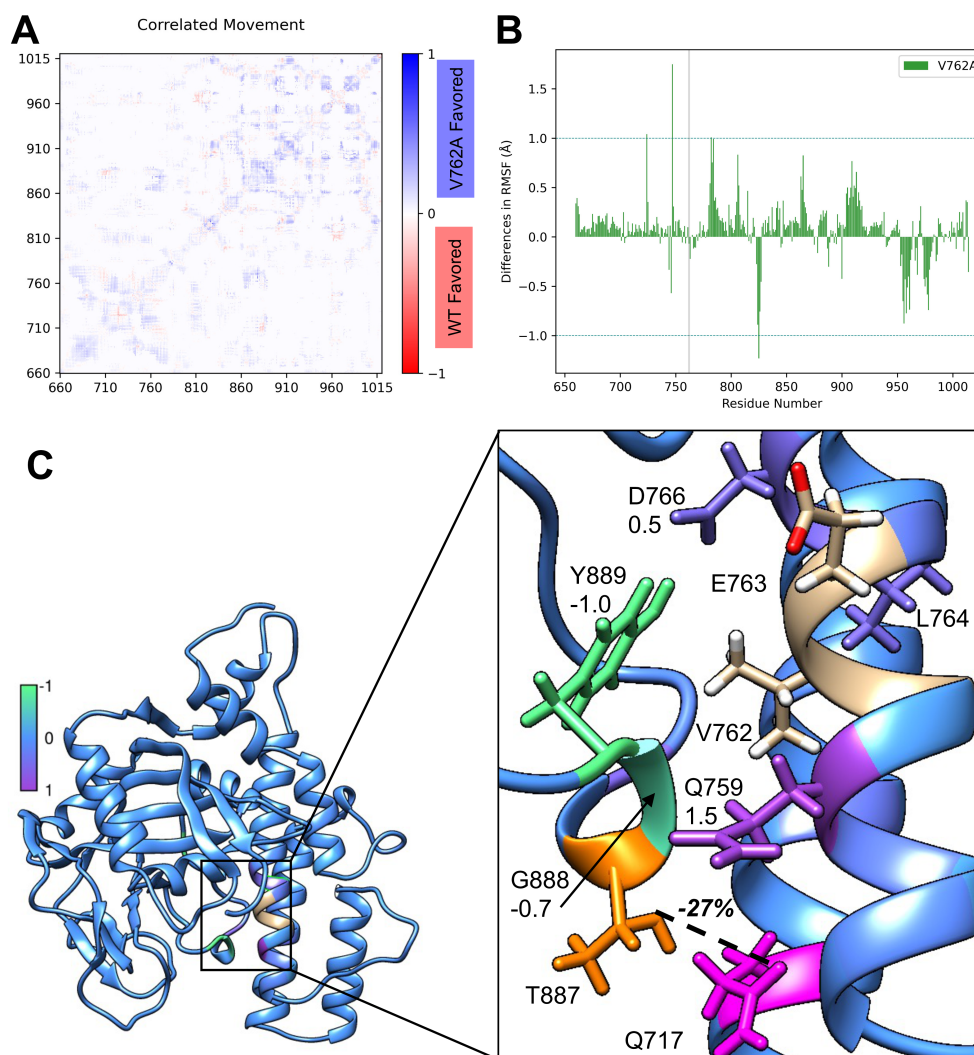 A
Correlated Movement
1015
960
910
860
810
760
710
660
660
710
760
810
860
910
960
1015
1
0
−1
V762A Favored
WT Favored
B
V762A
Differences in RMSF (Å)
1.5
1.0
0.5
0.0
−0.5
−1.0
650
700
750
800
850
900
950
1000
Residue Number
C
-1
0
1
D766
0.5
Y889
-1.0
E763
L764
V762
Q759
1.5
G888
-0.7
-27%
T887
Q717